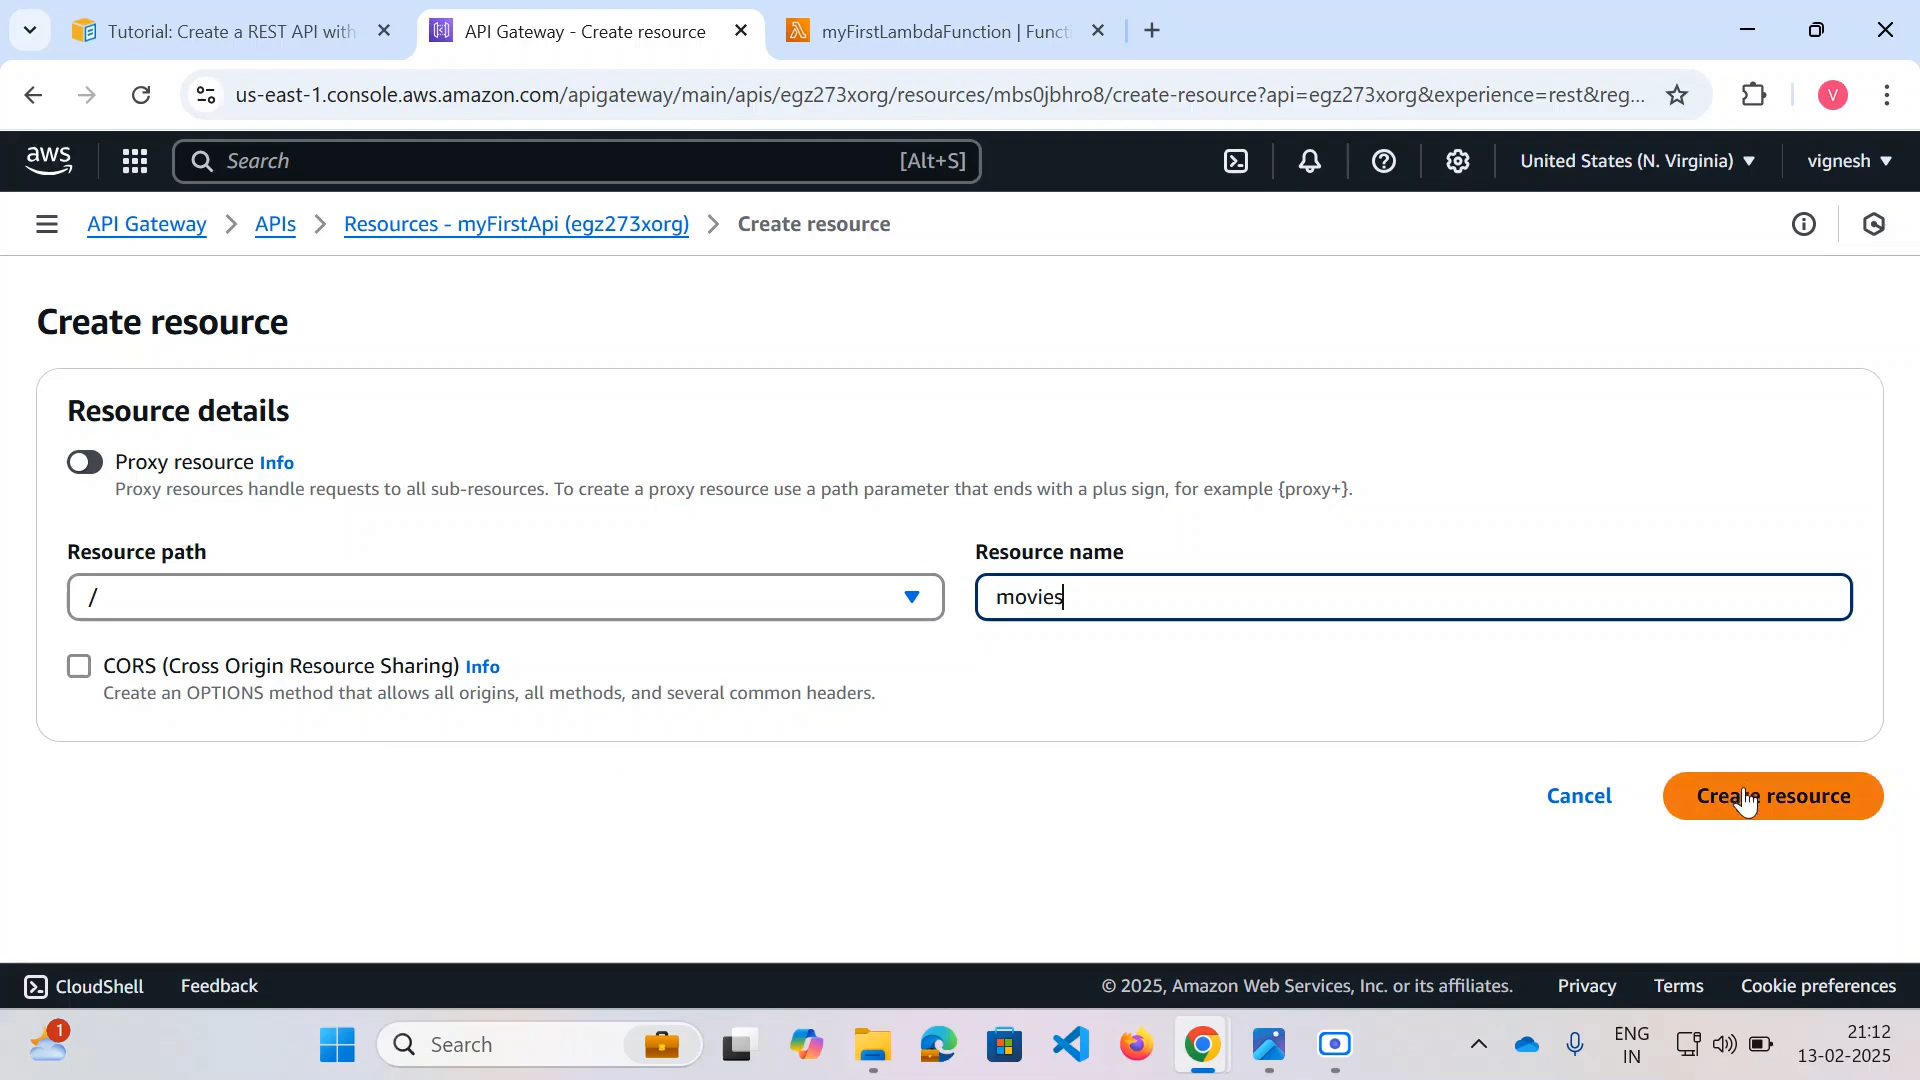 Tutorial: Create a REST API with
API Gateway - Create resource
myFirstLambdaFunction | Functi
us-east-1.console.aws.amazon.com/apigateway/main/apis/egz273xorg/resources/mbs0jbhro8/create-resource?api=egz273xorg&experience=rest&reg...
V
aws
Search
[Alt+S]
United States (N. Virginia)
vignesh
API Gateway
APIs
Resources - myFirstApi (egz273xorg)
Create resource
Create resource
Resource details
Proxy resource Info
Proxy resources handle requests to all sub-resources. To create a proxy resource use a path parameter that ends with a plus sign, for example {proxy+}.
Resource path
Resource name
/
movies
CORS (Cross Origin Resource Sharing) Info
Create an OPTIONS method that allows all origins, all methods, and several common headers.
Cancel
Create resource
CloudShell
Feedback
© 2025, Amazon Web Services, Inc. or its affiliates.
Privacy
Terms
Cookie preferences
1
Search
ENG
IN
21:12
13-02-2025